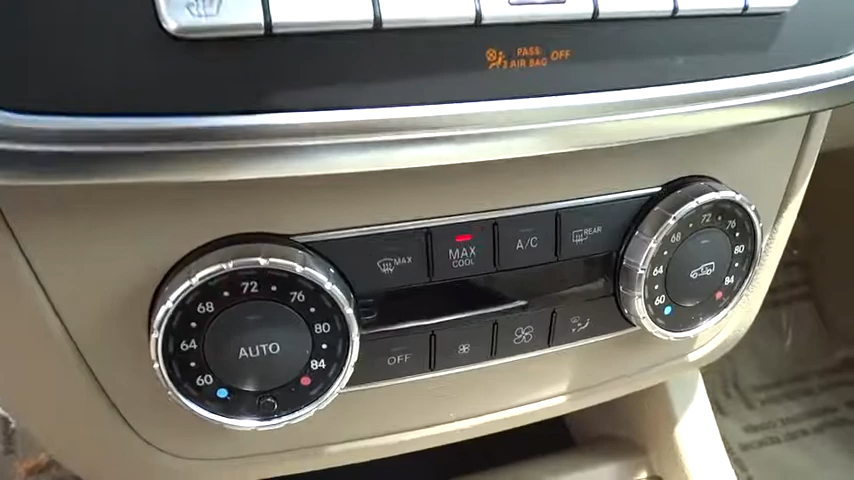 PASS
AIR BAG OFF
MAX
MAX
COOL
A/C
REAR
60 64 68 72 76 80 84
AUTO
60 64 68 72 76 80 84
OFF